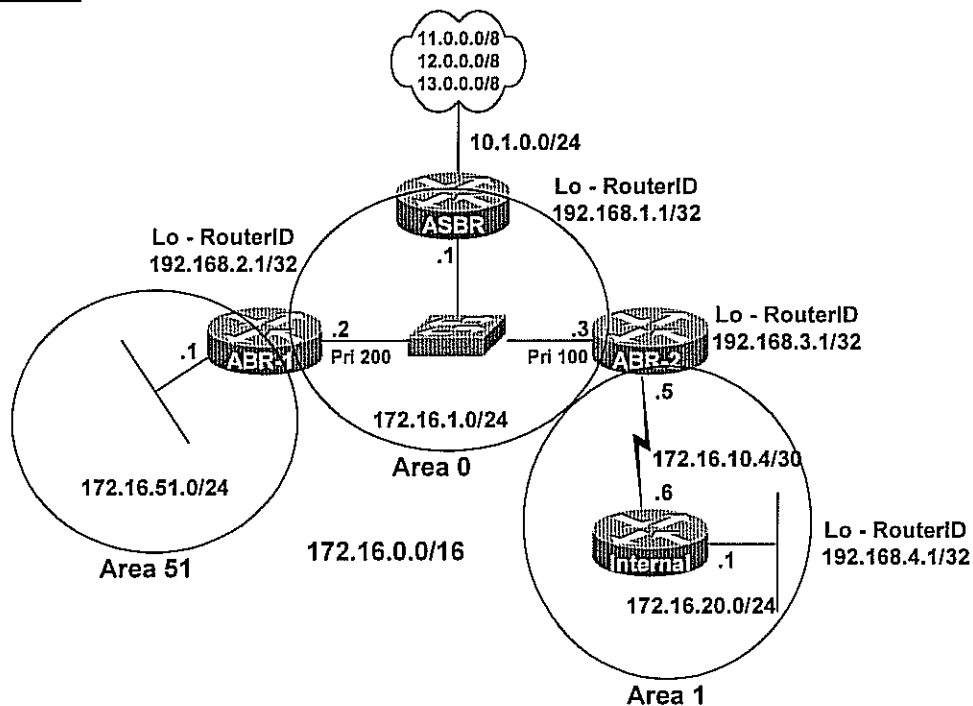 11.0.0.0/8
12.0.0.0/8
13.0.0.0/8
10.1.0.0/24
Lo - RouterID
192.168.1.1/32
ASBR
.1
Lo - RouterID
192.168.2.1/32
.1
ABR-1
.2
Pri 200
.3
Pri 100
ABR-2
Lo - RouterID
192.168.3.1/32
.5
172.16.1.0/24
Area 0
172.16.10.4/30
.6
172.16.51.0/24
Area 51
172.16.0.0/16
Internal
.1
Lo - RouterID
192.168.4.1/32
172.16.20.0/24
Area 1